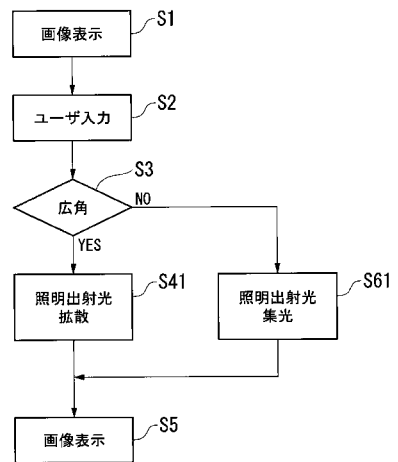 画像表示
S1
ユーザ入力
S2
S3
広角
NO
YES
照明出射光
拡散
S41
照明出射光
集光
S61
画像表示
S5